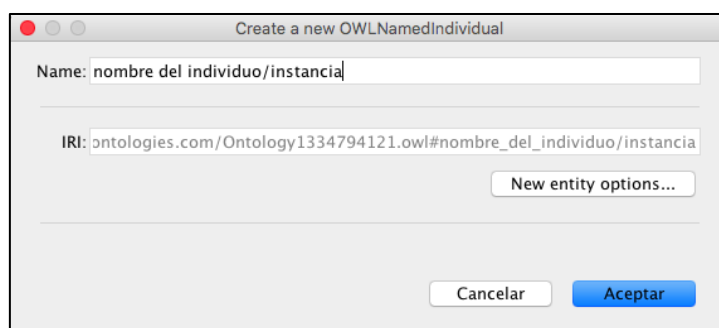 Create a new OWLNamedIndividual
Name: nombre del individuo/instancia
IRI: ontologies.com/Ontology1334794121.owl#nombre_del_individuo/instancia
New entity options...
Cancelar Aceptar